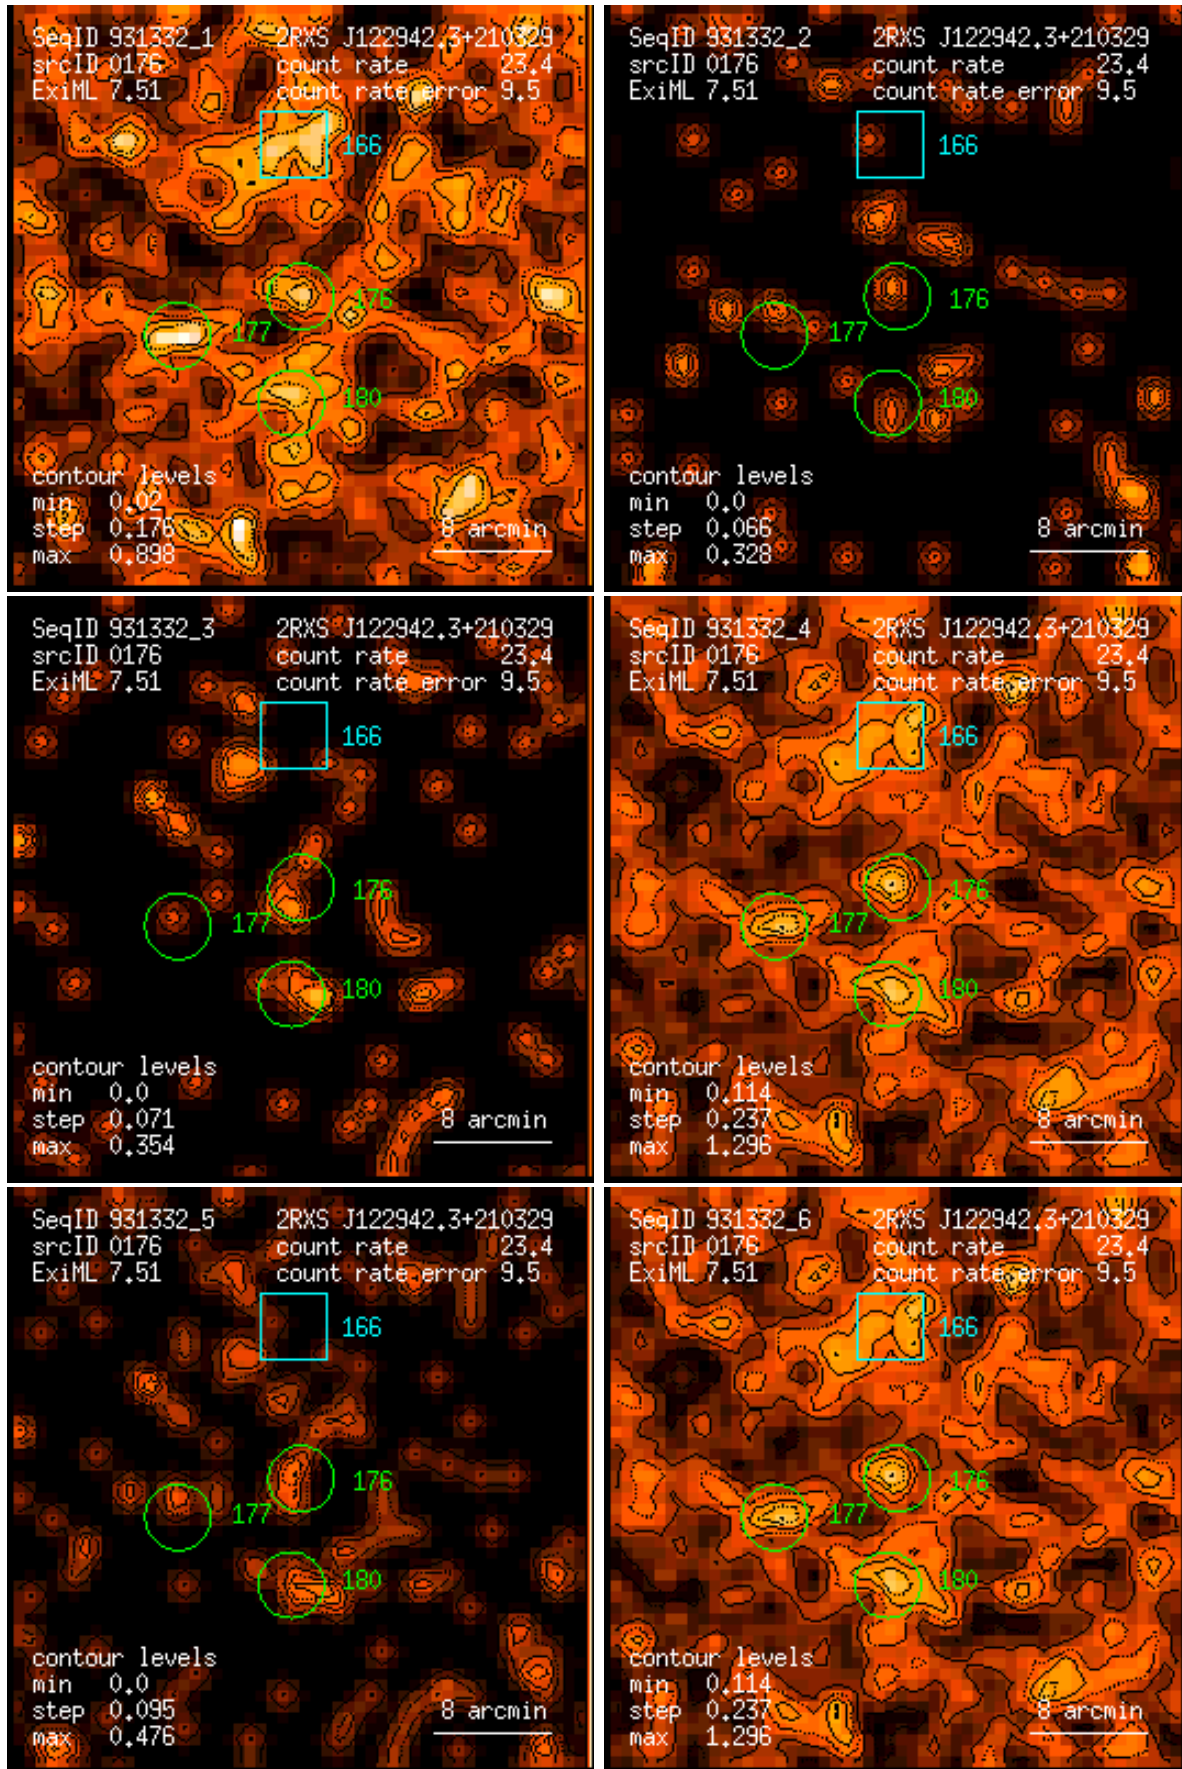 SeqID 931332_1 2RXS J122942.3+210329
srcID 0176 count rate 23.4
ExiML 7.51 count rate error 9.5
166
176
177
180
contour levels
min 0.02
step 0.176
max 0.898
8 arcmin
SeqID 931332_2 2RXS J122942.3+210329
srcID 0176 count rate 23.4
ExiML 7.51 count rate error 9.5
166
176
177
180
contour levels
min 0.0
step 0.066
max 0.328
8 arcmin
SeqID 931332_3 2RXS J122942.3+210329
srcID 0176 count rate 23.4
ExiML 7.51 count rate error 9.5
166
176
177
180
contour levels
min 0.0
step 0.071
max 0.354
8 arcmin
SeqID 931332_4 2RXS J122942.3+210329
srcID 0176 count rate 23.4
ExiML 7.51 count rate error 9.5
166
176
177
180
contour levels
min 0.114
step 0.237
max 1.296
8 arcmin
SeqID 931332_5 2RXS J122942.3+210329
srcID 0176 count rate 23.4
ExiML 7.51 count rate error 9.5
166
176
177
180
contour levels
min 0.0
step 0.095
max 0.476
8 arcmin
SeqID 931332_6 2RXS J122942.3+210329
srcID 0176 count rate 23.4
ExiML 7.51 count rate error 9.5
166
176
177
180
contour levels
min 0.114
step 0.237
max 1.296
8 arcmin